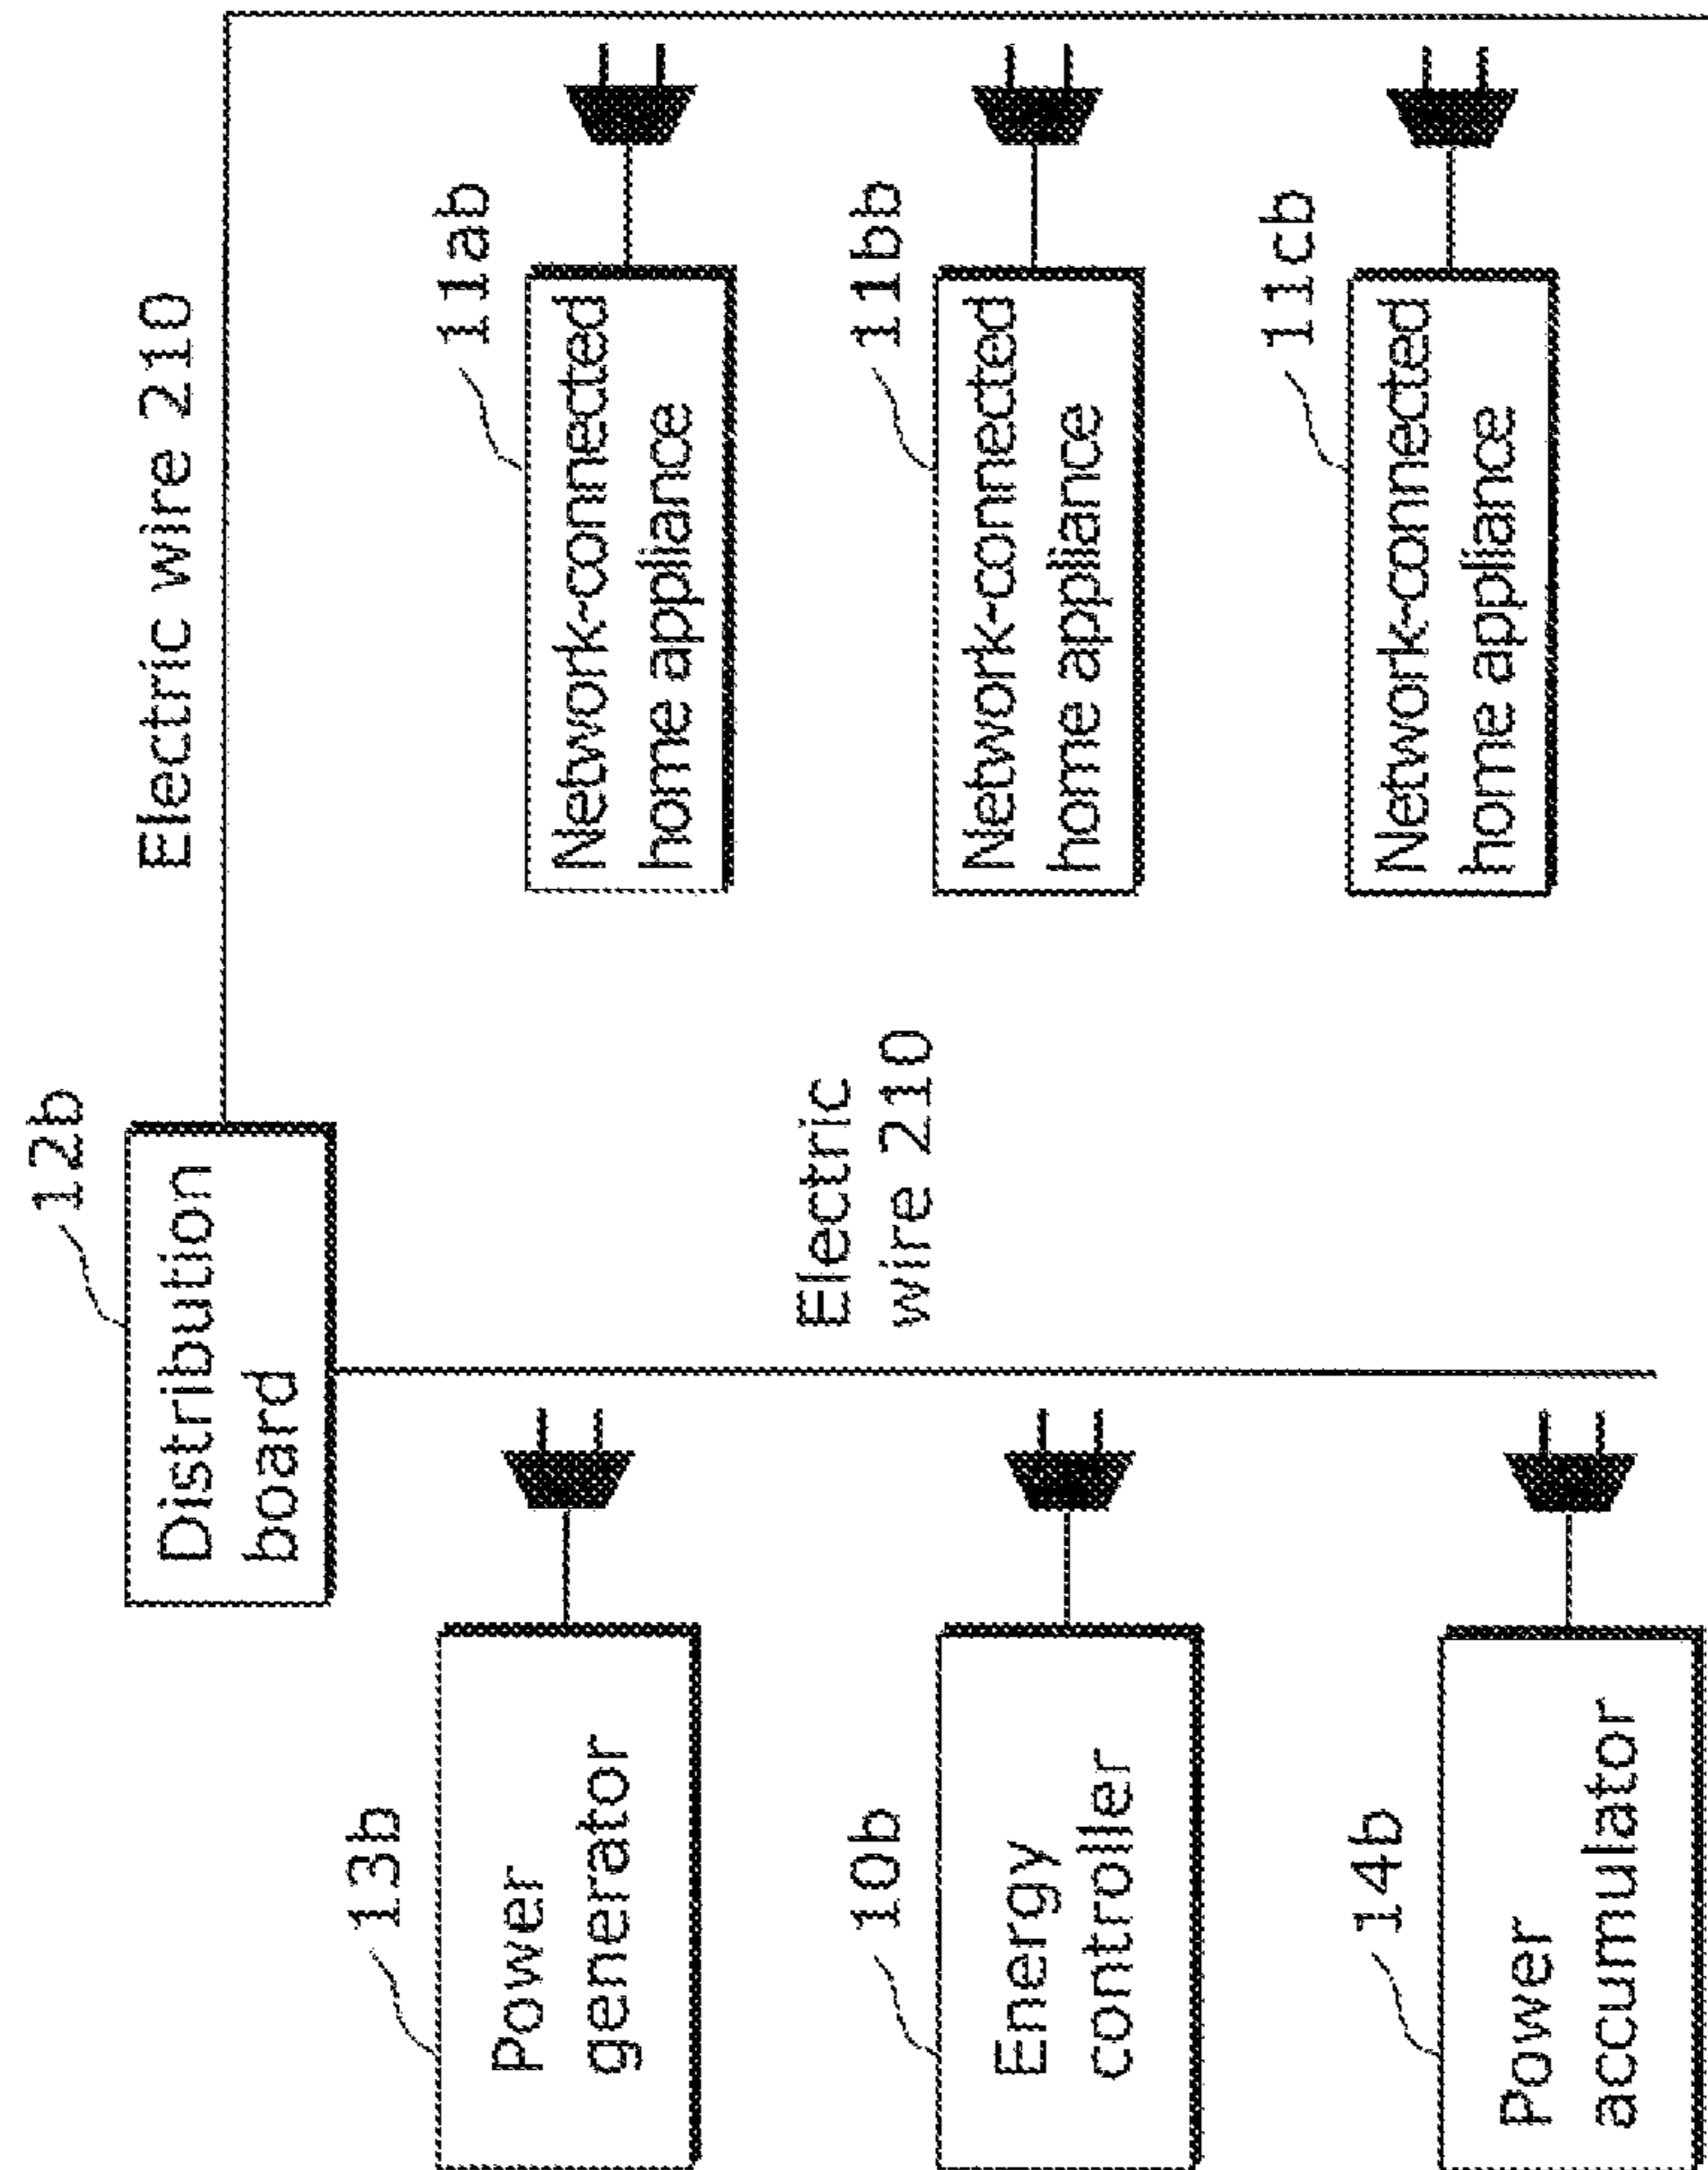 12b
Distribution
board
Electric wire 210
13b
Power
generator
11ab
Network-connected
home appliance
10b
Energy
controller
Electric
wire 210
11bb
Network-connected
home appliance
14b
Power
accumulator
11cb
Network-connected
home appliance